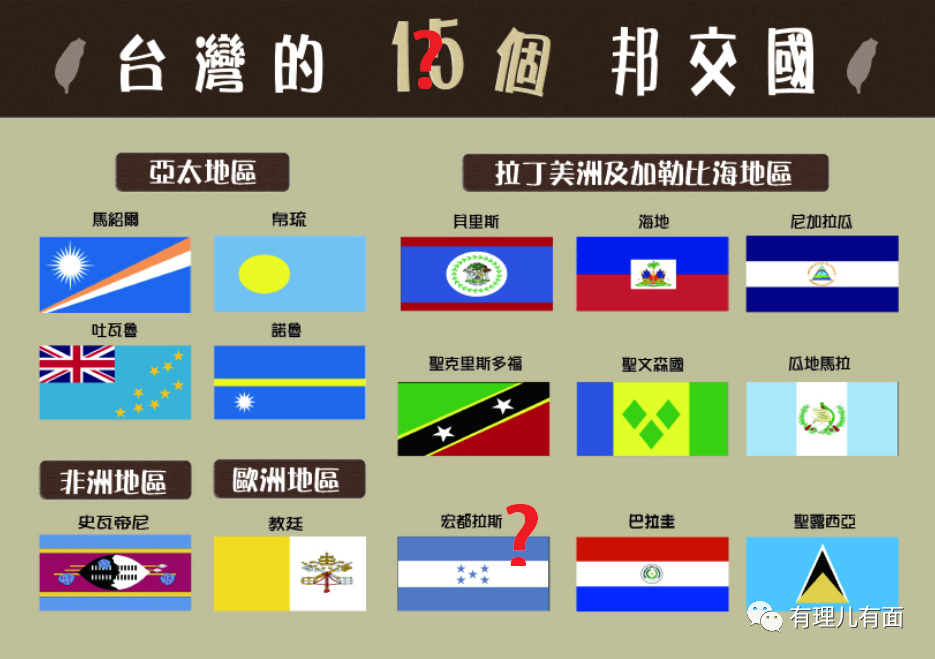 台灣的 15? 個 邦交國
亞太地區
拉丁美洲及加勒比海地區
馬紹爾 帛琉 貝里斯 海地 尼加拉瓜
吐瓦魯 諾魯
聖克里斯多福 聖文森國 瓜地馬拉
非洲地區 歐洲地區
史瓦帝尼 教廷 宏都拉斯 ? 巴拉圭 聖露西亞
有理儿有面